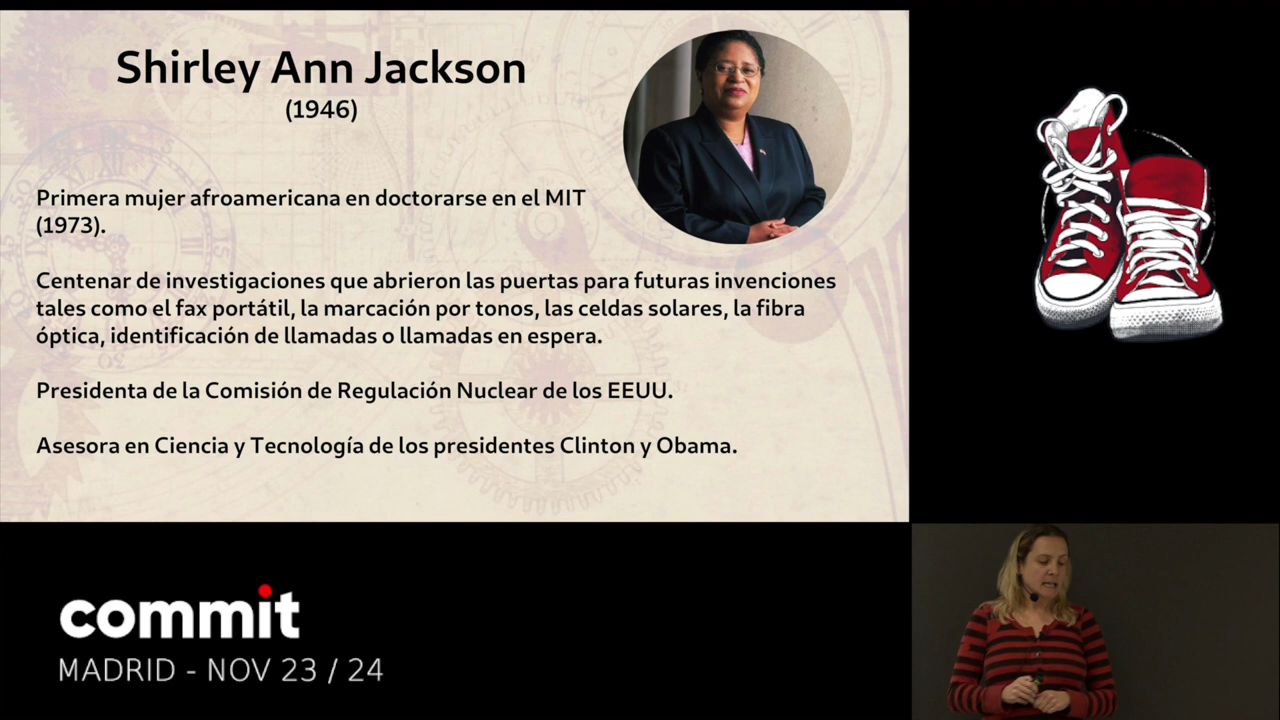 Shirley Ann Jackson
(1946)
Primera mujer afroamericana en doctorarse en el MIT
(1973).
Centenar de investigaciones que abrieron las puertas para futuras invenciones
tales como el fax portátil, la marcación por tonos, las celdas solares, la fibra
óptica, identificación de llamadas o llamadas en espera.
Presidenta de la Comisión de Regulación Nuclear de los EEUU.
Asesora en Ciencia y Tecnología de los presidentes Clinton y Obama.
commit
MADRID - NOV 23 / 24